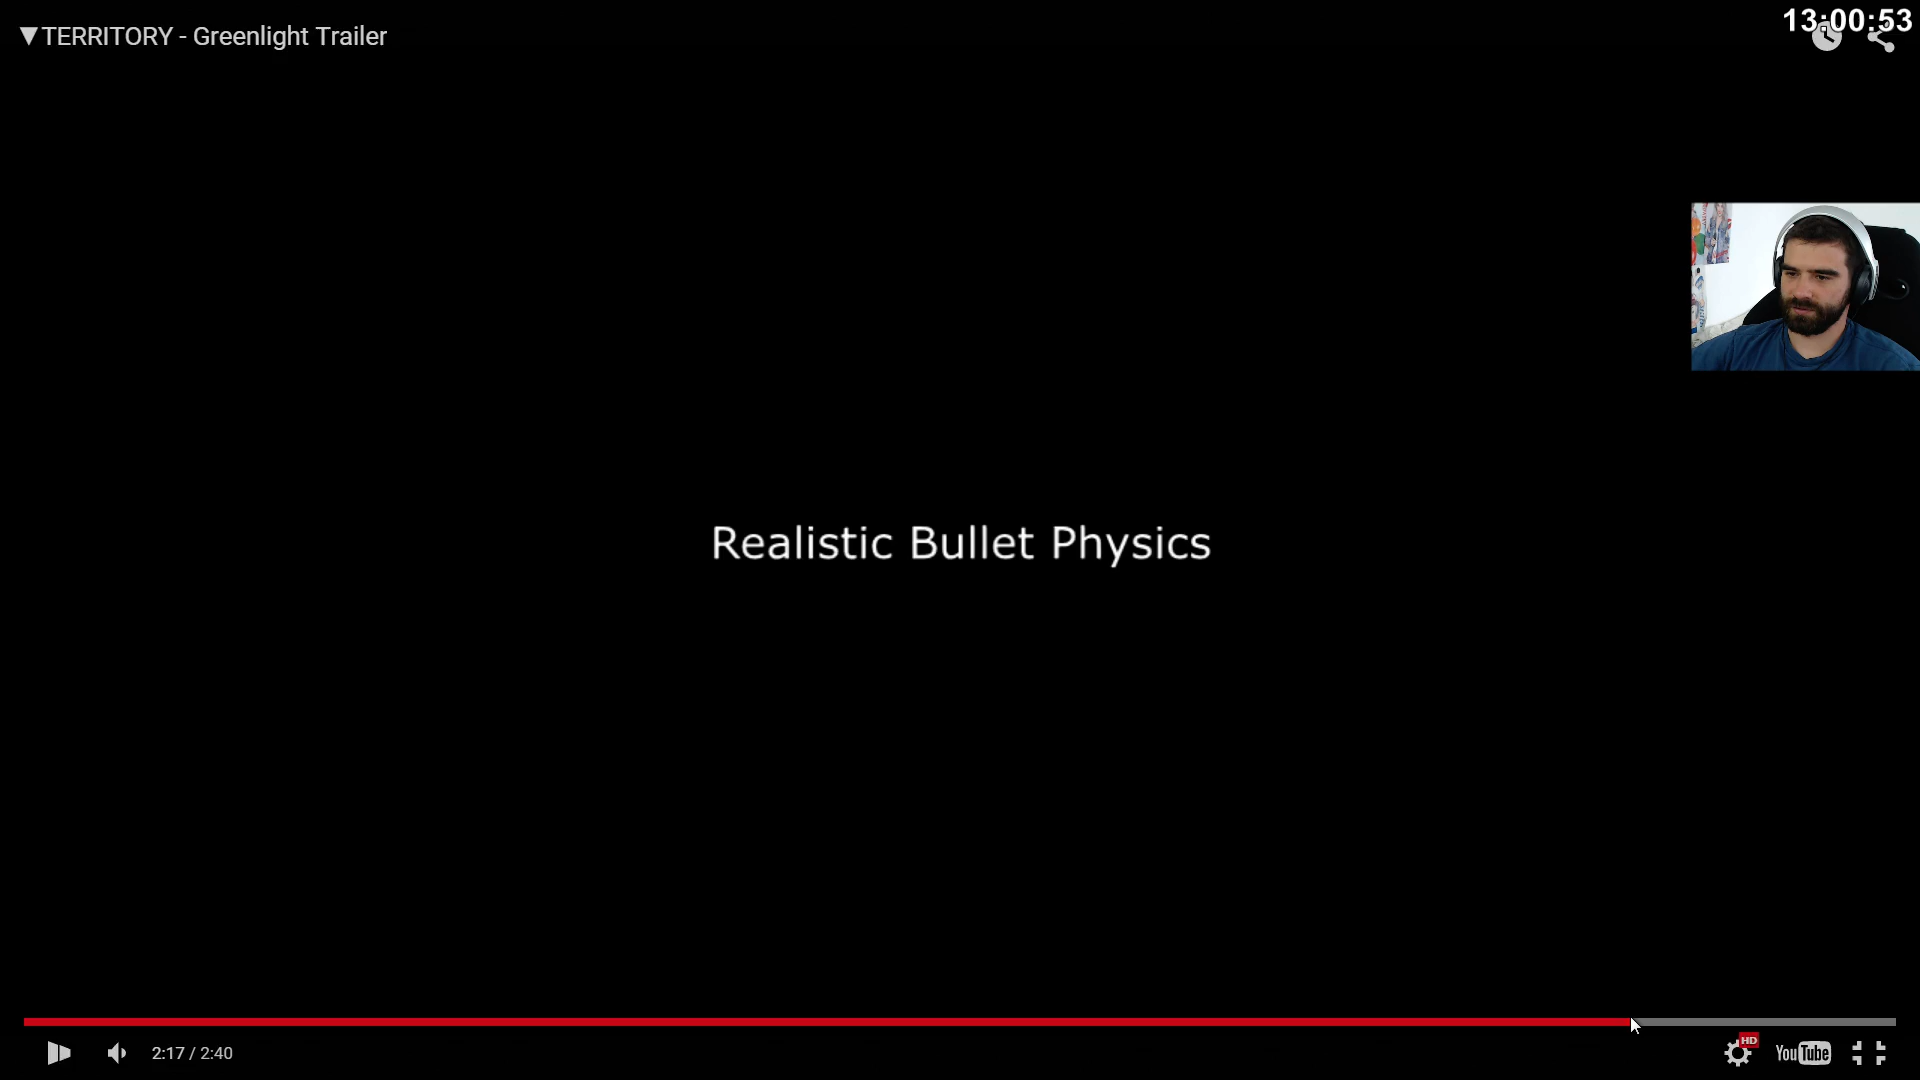 ▼TERRITORY - Greenlight Trailer
13:00:53
Realistic Bullet Physics
2:17 / 2:40
HD
YouTube